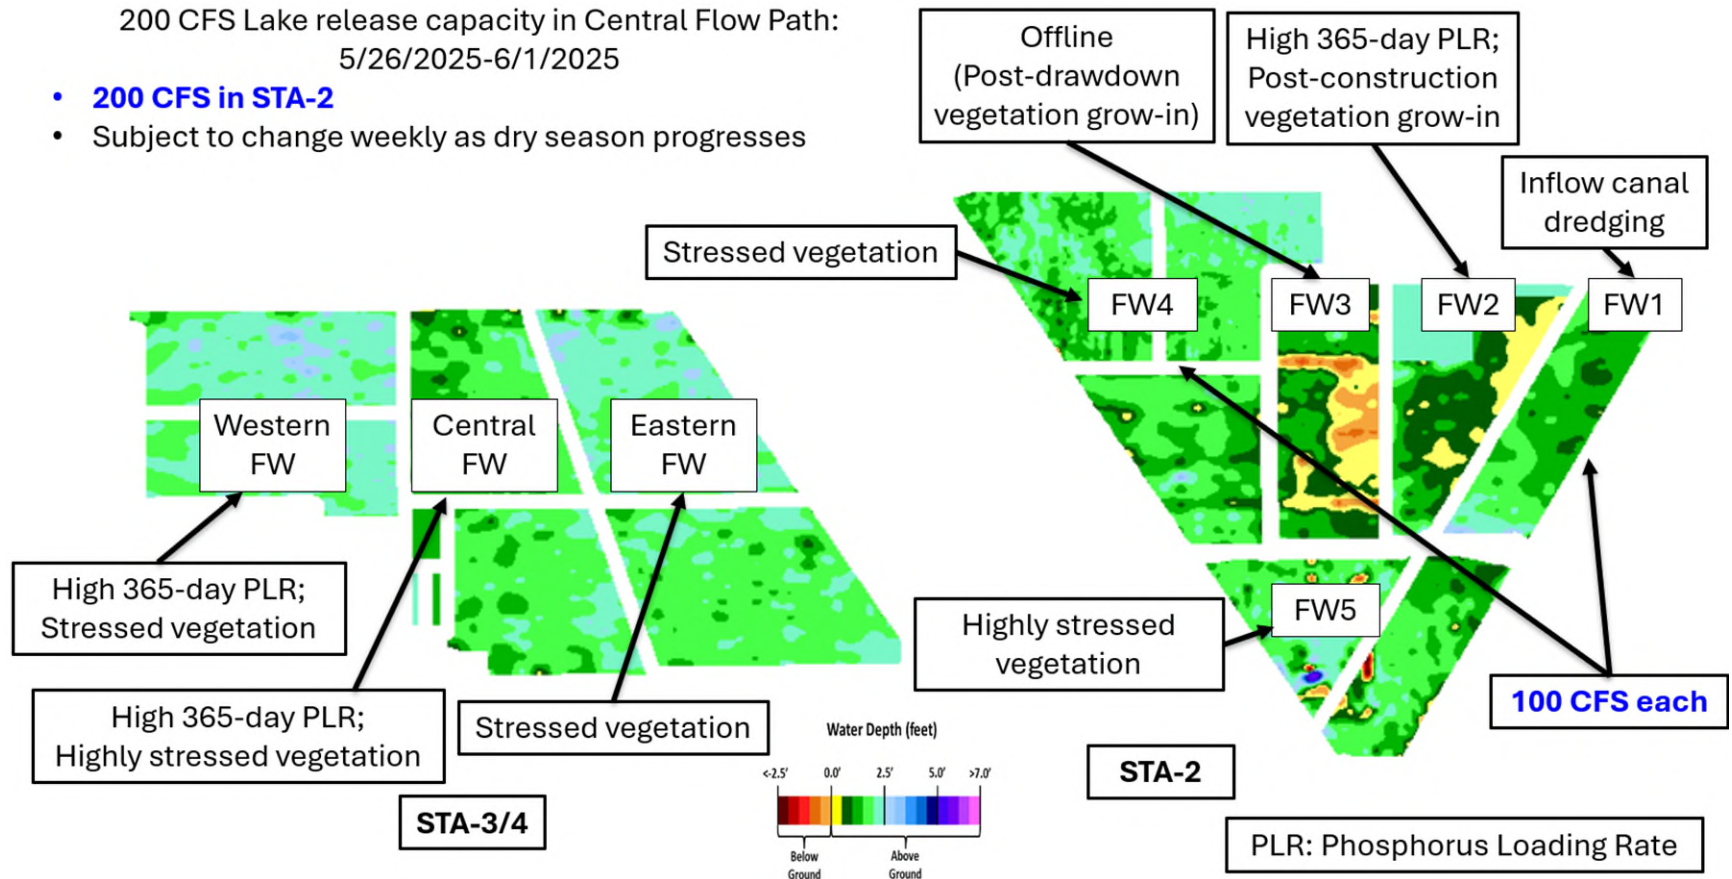 200 CFS Lake release capacity in Central Flow Path:
5/26/2025-6/1/2025
• 200 CFS in STA-2
• Subject to change weekly as dry season progresses
Offline
(Post-drawdown
vegetation grow-in)
High 365-day PLR;
Post-construction
vegetation grow-in
Inflow canal
dredging
Stressed vegetation
FW4
FW3
FW2
FW1
Western
FW
Central
FW
Eastern
FW
High 365-day PLR;
Stressed vegetation
FW5
Highly stressed
vegetation
High 365-day PLR;
Highly stressed vegetation
Stressed vegetation
100 CFS each
Water Depth (feet)
<-2.5' 0.0' 2.5' 5.0' >7.0'
Below
Ground
Above
Ground
STA-2
STA-3/4
PLR: Phosphorus Loading Rate